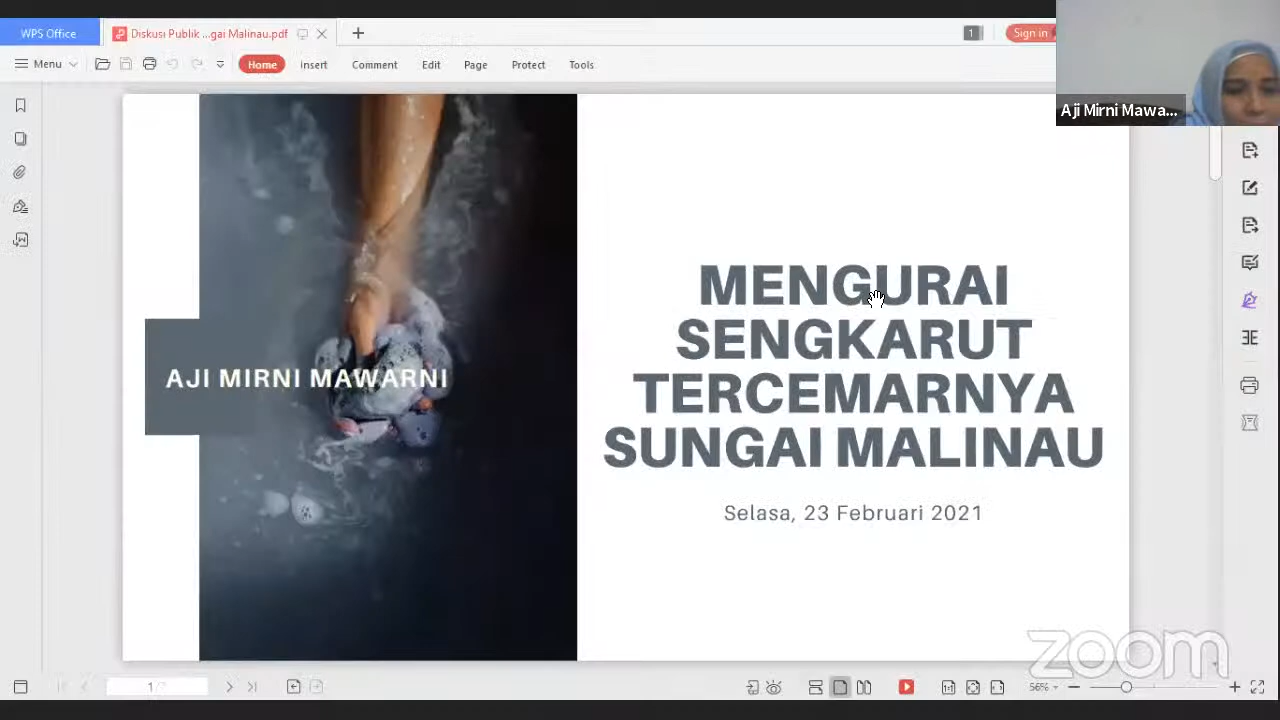 WPS Office
Diskusi Publik ...gai Malinau.pdf
1
Sign in
Menu
Home
Insert
Comment
Edit
Page
Protect
Tools
Aji Mirni Mawa...
AJI MIRNI MAWARNI
MENGURAI
SENGKARUT
TERCEMARNYA
SUNGAI MALINAU
Selasa, 23 Februari 2021
zoom
56%